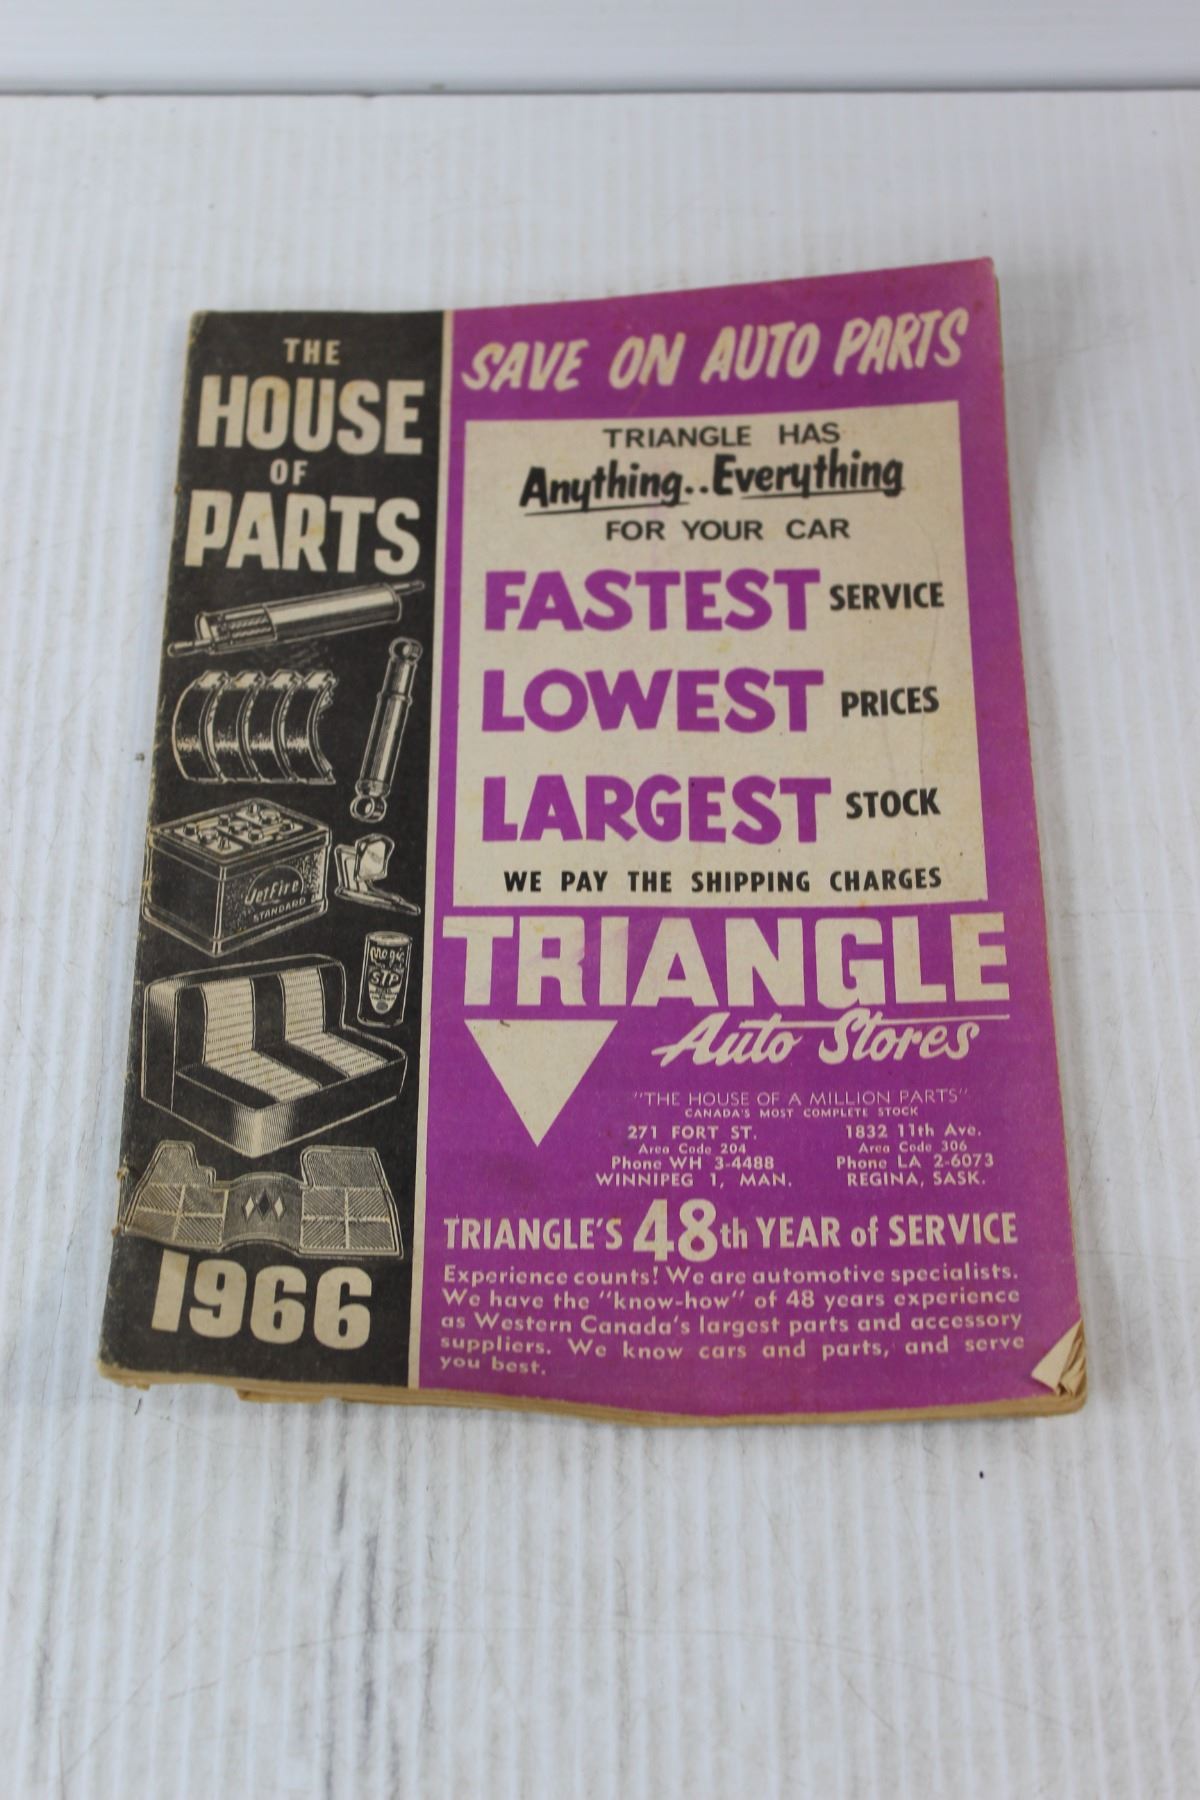 THE
HOUSE
OF
PARTS
JetFire
STANDARD
STP
1966
SAVE ON AUTO PARTS
TRIANGLE HAS
Anything..Everything
FOR YOUR CAR
FASTEST SERVICE
LOWEST PRICES
LARGEST STOCK
WE PAY THE SHIPPING CHARGES
TRIANGLE
Auto Stores
"THE HOUSE OF A MILLION PARTS"
CANADA'S MOST COMPLETE STOCK
271 FORT ST.
Area Code 204
Phone WH 3-4488
WINNIPEG 1, MAN.
1832 11th Ave.
Area Code 306
Phone LA 2-6073
REGINA, SASK.
TRIANGLE'S 48th YEAR of SERVICE
Experience counts! We are automotive specialists.
We have the "know-how" of 48 years experience
as Western Canada's largest parts and accessory
suppliers. We know cars and parts, and serve
you best.